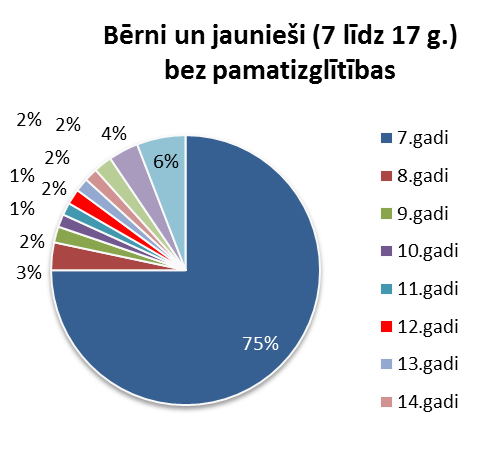 Bērni un jaunieši (7 līdz 17 g.)
bez pamatizglītības
2%
2%
4%
6%
2%
1%
2%
1%
2%
3%
75%
7.gadi
8.gadi
9.gadi
10.gadi
11.gadi
12.gadi
13.gadi
14.gadi